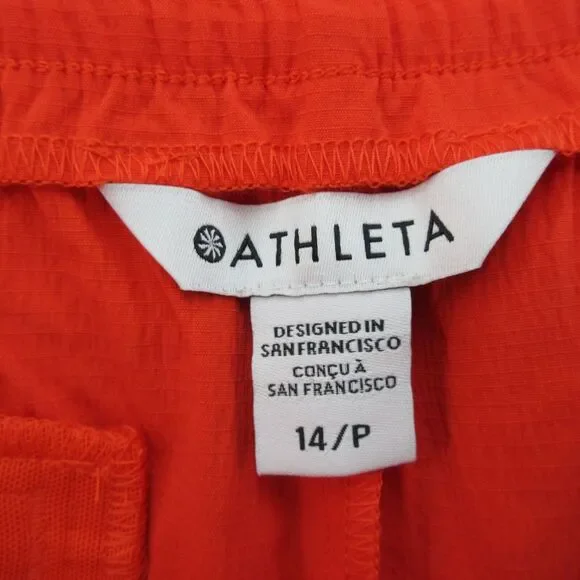 ATHLETA
DESIGNED IN
SAN FRANCISCO
CONÇU À
SAN FRANCISCO
14/P